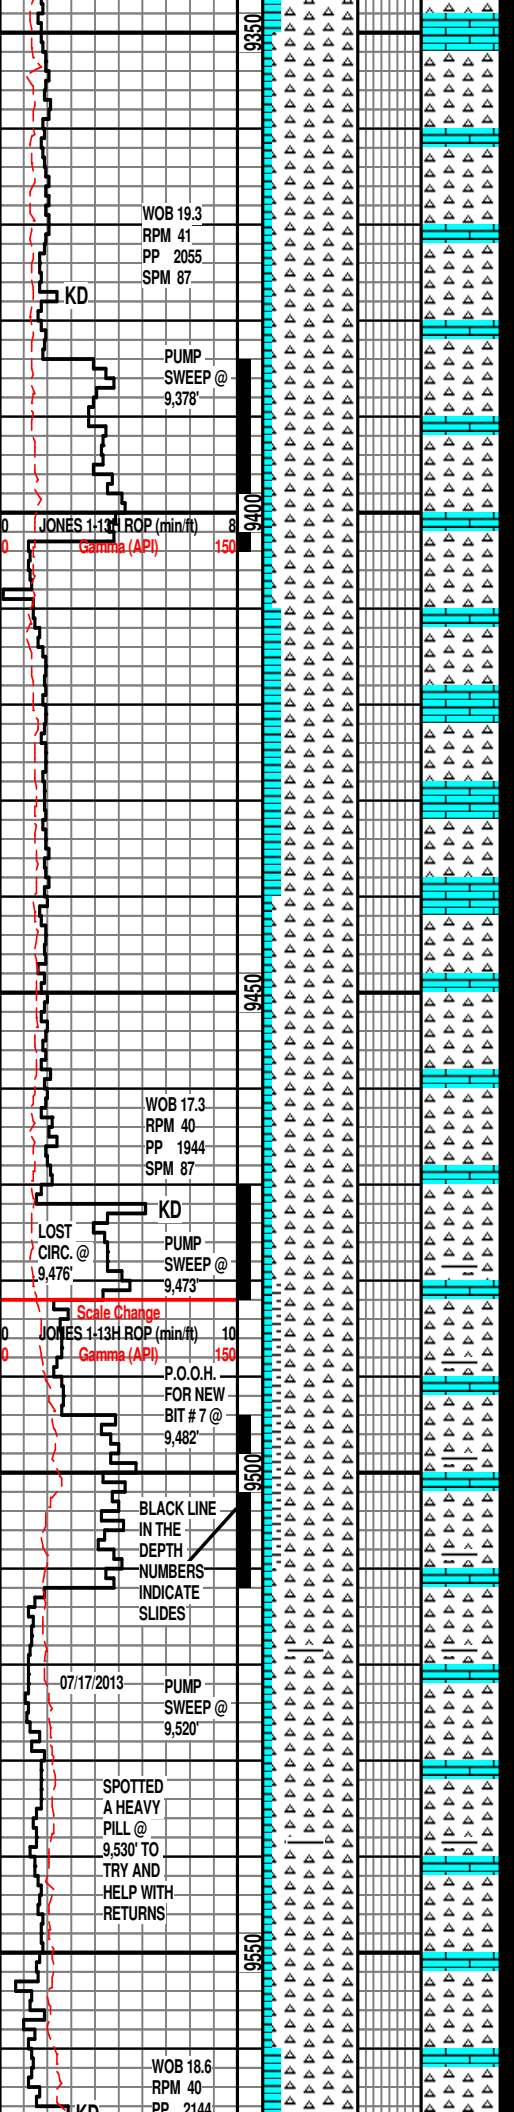 9350
WOB 19.3
RPM 41
PP 2055
SPM 87
KD
PUMP
SWEEP @
9,378'
9400
0 JONES 1-13H ROP (min/ft) 8
0 Gamma (API) 150
9450
WOB 17.3
RPM 40
PP 1944
SPM 87
KD
LOST
CIRC. @
9,476'
PUMP
SWEEP @
9,473'
Scale Change
0 JONES 1-13H ROP (min/ft) 10
0 Gamma (API) 150
P.O.O.H.
FOR NEW
BIT # 7 @
9,482'
9500
BLACK LINE
IN THE
DEPTH
NUMBERS
INDICATE
SLIDES
07/17/2013
PUMP
SWEEP @
9,520'
SPOTTED
A HEAVY
PILL @
9,530' TO
TRY AND
HELP WITH
RETURNS
9550
WOB 18.6
RPM 40
PP 2144
KD